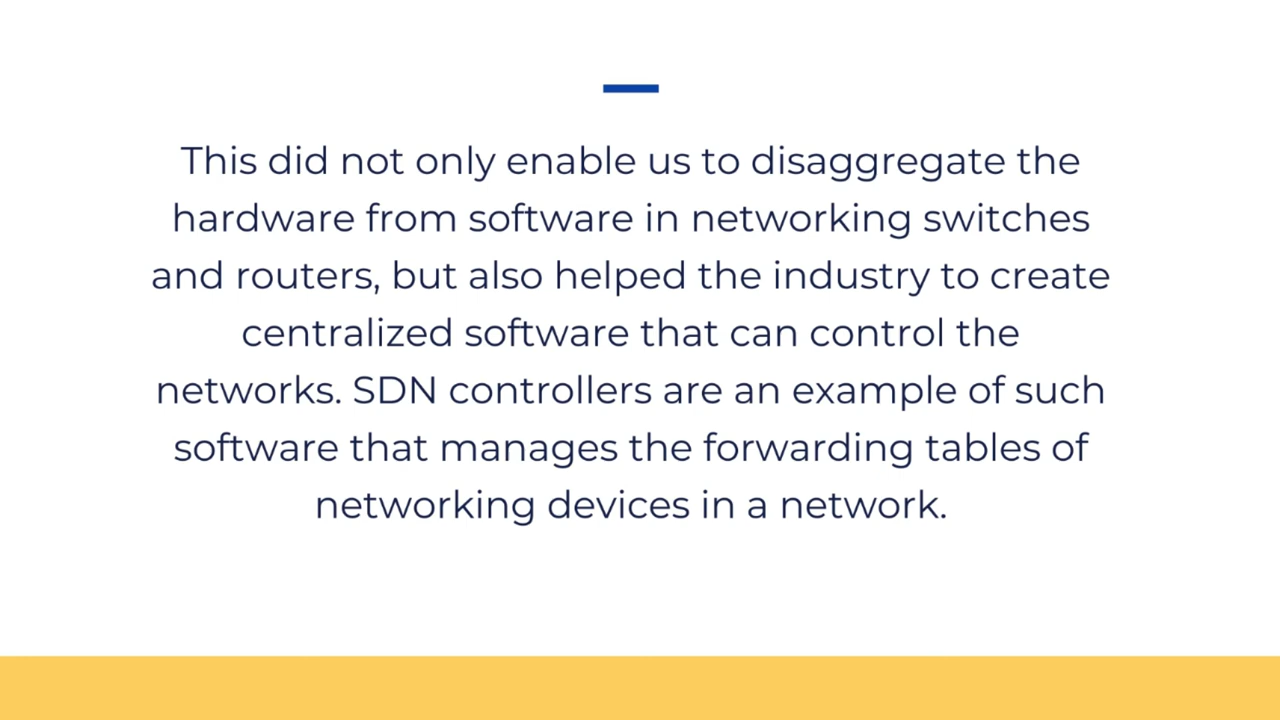 This did not only enable us to disaggregate the
hardware from software in networking switches
and routers, but also helped the industry to create
centralized software that can control the
networks. SDN controllers are an example of such
software that manages the forwarding tables of
networking devices in a network.